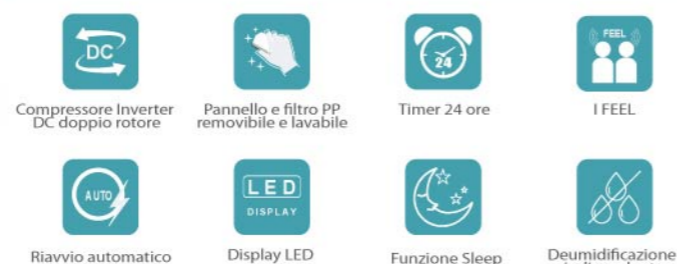 DC
24
FEEL
Compressore Inverter
DC doppio rotore
Pannello e filtro PP
removibile e lavabile
Timer 24 ore
I FEEL
AUTO
LED
DISPLAY
Riavvio automatico
Display LED
Funzione Sleep
Deumidificazione